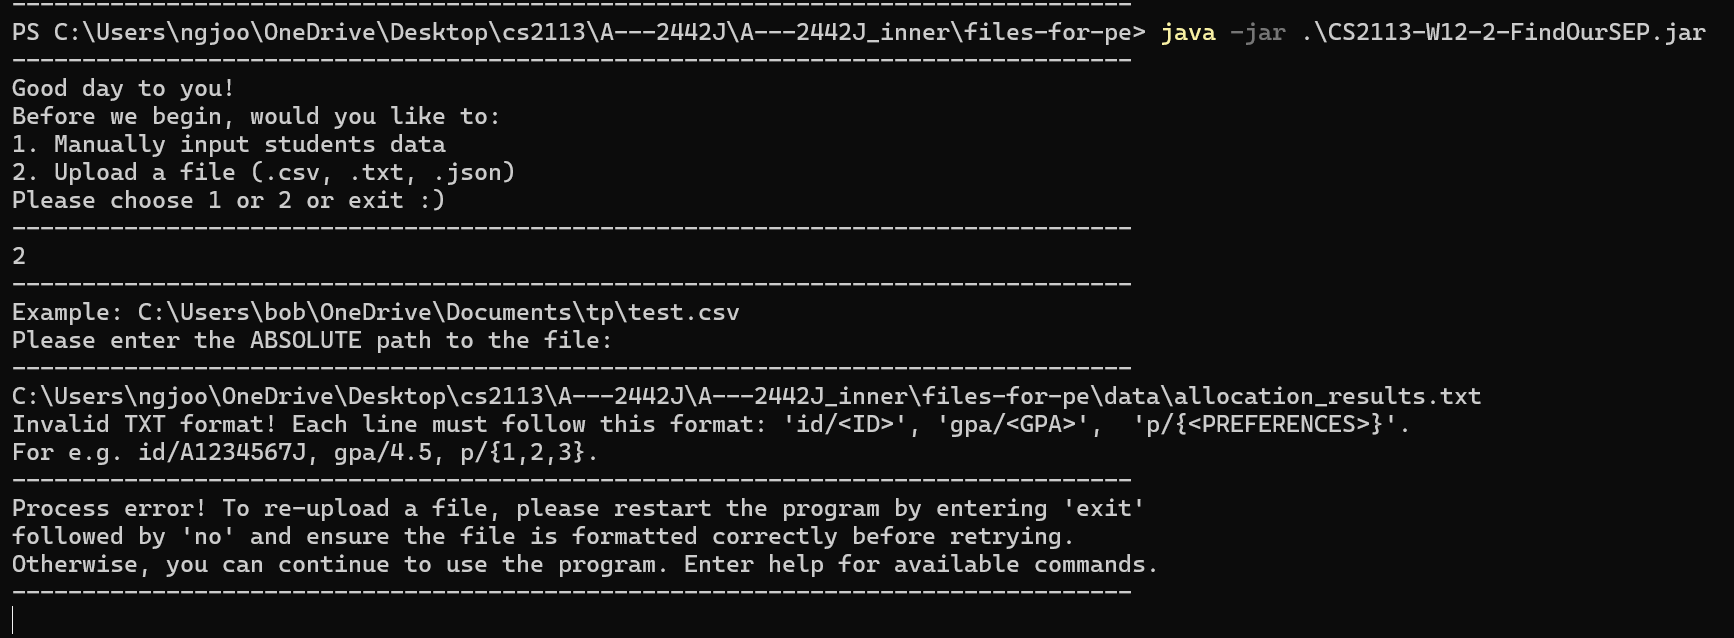 --------------------------------------------------------------------------------
PS C:\Users\ngjoo\OneDrive\Desktop\cs2113\A---2442J\A---2442J_inner\files-for-pe> java -jar .\CS2113-W12-2-FindOurSEP.jar
--------------------------------------------------------------------------------
Good day to you!
Before we begin, would you like to:
1. Manually input students data
2. Upload a file (.csv, .txt, .json)
Please choose 1 or 2 or exit :)
--------------------------------------------------------------------------------
2
--------------------------------------------------------------------------------
Example: C:\Users\bob\OneDrive\Documents\tp\test.csv
Please enter the ABSOLUTE path to the file:
--------------------------------------------------------------------------------
C:\Users\ngjoo\OneDrive\Desktop\cs2113\A---2442J\A---2442J_inner\files-for-pe\data\allocation_results.txt
Invalid TXT format! Each line must follow this format: 'id/<ID>', 'gpa/<GPA>',  'p/{<PREFERENCES>}'.
For e.g. id/A1234567J, gpa/4.5, p/{1,2,3}.
--------------------------------------------------------------------------------
Process error! To re-upload a file, please restart the program by entering 'exit'
followed by 'no' and ensure the file is formatted correctly before retrying.
Otherwise, you can continue to use the program. Enter help for available commands.
--------------------------------------------------------------------------------